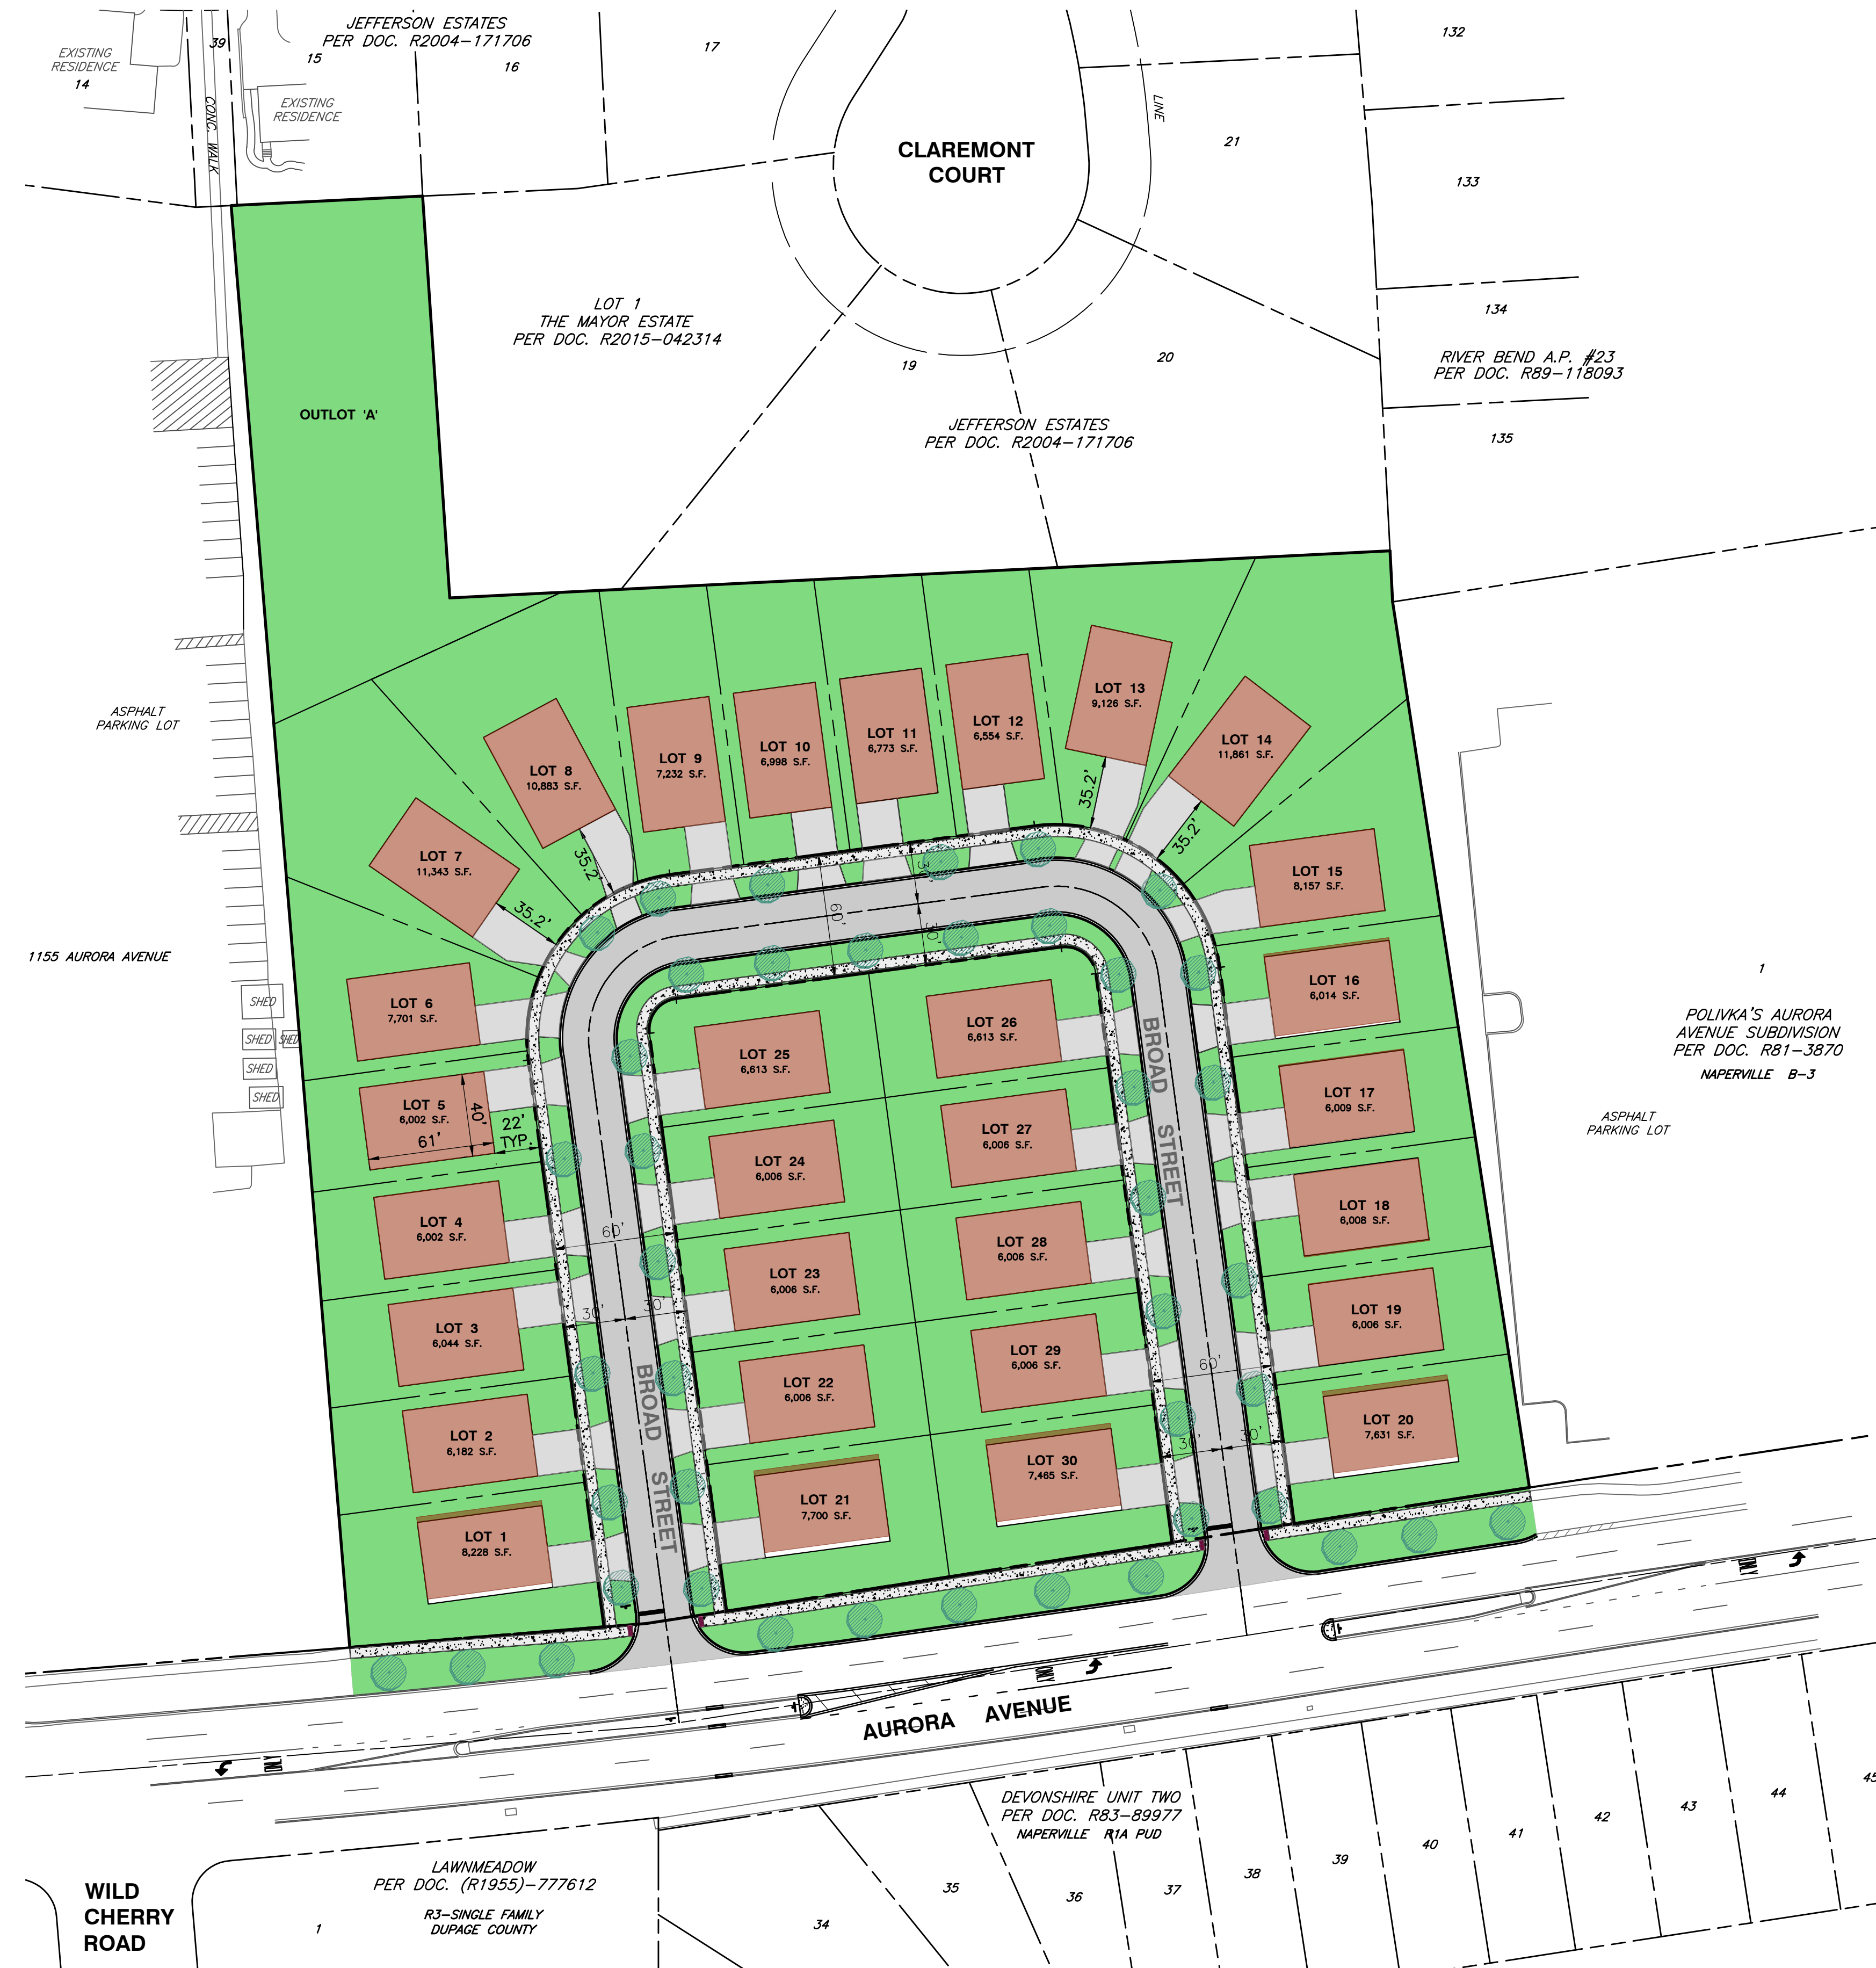 JEFFERSON ESTATES
PER DOC. R2004-171706
39
15
16
17
132
EXISTING
RESIDENCE
14
EXISTING
RESIDENCE
CONC. WALK
LINE
CLAREMONT
COURT
21
133
LOT 1
THE MAYOR ESTATE
PER DOC. R2015-042314
134
19
20
RIVER BEND A.P. #23
PER DOC. R89-118093
OUTLOT 'A'
JEFFERSON ESTATES
PER DOC. R2004-171706
135
ASPHALT
PARKING LOT
LOT 13
9,126 S.F.
LOT 12
6,554 S.F.
LOT 11
6,773 S.F.
LOT 10
6,998 S.F.
LOT 9
7,232 S.F.
LOT 8
10,883 S.F.
LOT 14
11,861 S.F.
35.2'
35.2'
35.2'
35.2'
LOT 7
11,343 S.F.
LOT 15
8,157 S.F.
30'
60'
30'
1155 AURORA AVENUE
1
LOT 6
7,701 S.F.
LOT 16
6,014 S.F.
SHED
SHED
SHED
SHED
SHED
LOT 26
6,613 S.F.
LOT 25
6,613 S.F.
BROAD STREET
POLIVKA'S AURORA
AVENUE SUBDIVISION
PER DOC. R81-3870
NAPERVILLE B-3
LOT 5
6,002 S.F.
40'
61'
22'
TYP.
LOT 17
6,009 S.F.
ASPHALT
PARKING LOT
LOT 27
6,006 S.F.
LOT 24
6,006 S.F.
LOT 4
6,002 S.F.
60'
LOT 18
6,008 S.F.
LOT 28
6,006 S.F.
LOT 23
6,006 S.F.
30'
30'
LOT 3
6,044 S.F.
LOT 19
6,006 S.F.
LOT 29
6,006 S.F.
60'
LOT 22
6,006 S.F.
BROAD STREET
LOT 2
6,182 S.F.
LOT 20
7,631 S.F.
30'
30'
LOT 30
7,465 S.F.
LOT 21
7,700 S.F.
LOT 1
8,228 S.F.
ONLY
ONLY
ONLY
AURORA AVENUE
DEVONSHIRE UNIT TWO
PER DOC. R83-89977
NAPERVILLE R1A PUD
45
44
43
42
41
40
39
38
37
36
35
34
LAWNMEADOW
PER DOC. (R1955)-777612
R3-SINGLE FAMILY
DUPAGE COUNTY
1
WILD
CHERRY
ROAD